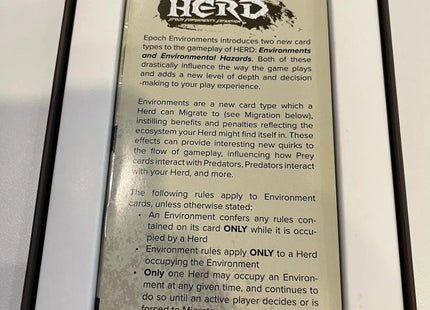 HERD
EPOCH ENVIRONMENTS EXPANSION
Epoch Environments introduces two new card
types to the gameplay of HERD: Environments
and Environmental Hazards. Both of these
drastically influence the way the game plays
and adds a new level of depth and decision
-making to your play experience.
Environments are a new card type which a
Herd can Migrate to (see Migration below),
instilling benefits and penalties reflecting the
ecosystem your Herd might find itself in. These
effects can provide interesting new quirks to
the flow of gameplay, influencing how Prey
cards interact with Predators, Predators interact
with your Herd, and more.
The following rules apply to Environment
cards, unless otherwise stated:
• An Environment confers any rules con-
tained on its card ONLY while it is occu-
pied by a Herd
• Environment rules apply ONLY to a Herd
occupying the Environment
• Only one Herd may occupy an Environ-
ment at any given time, and continues to
do so until an active player decides or is
forced to Migrate